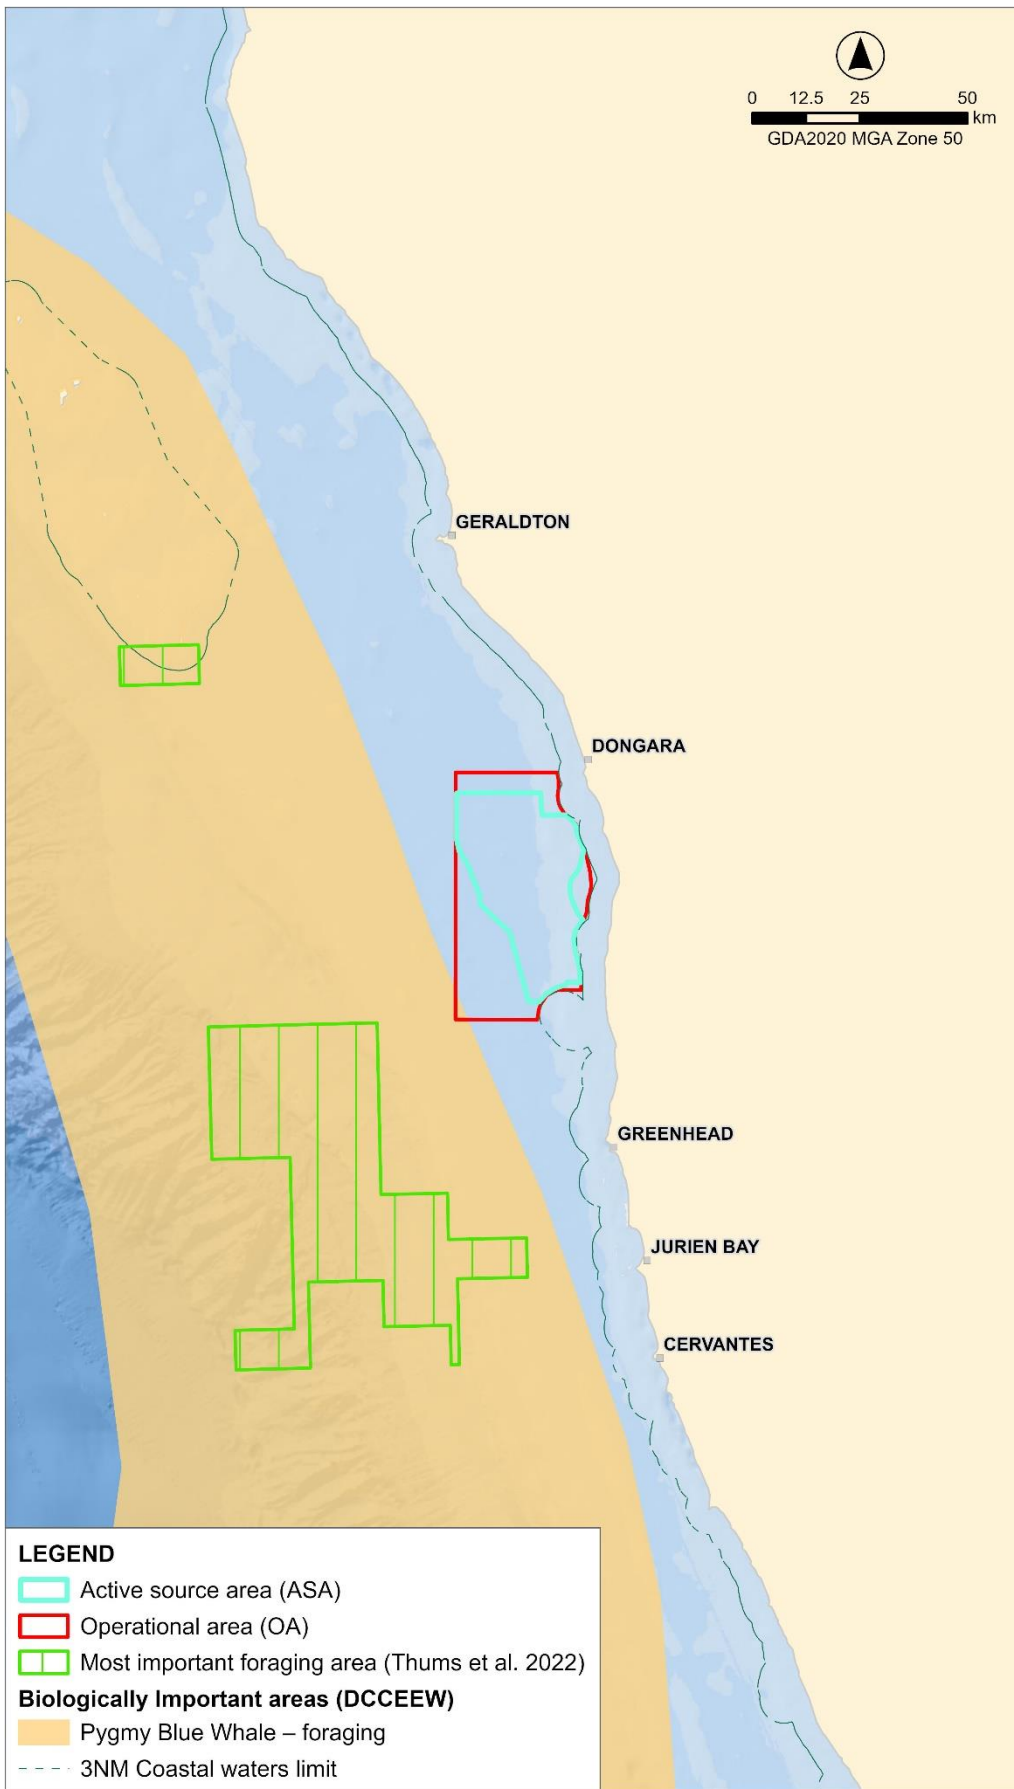 0 12.5 25 50
km
GDA2020 MGA Zone 50
GERALDTON
DONGARA
GREENHEAD
JURIEN BAY
CERVANTES
LEGEND
Active source area (ASA)
Operational area (OA)
Most important foraging area (Thums et al. 2022)
Biologically Important areas (DCCEEW)
Pygmy Blue Whale – foraging
3NM Coastal waters limit